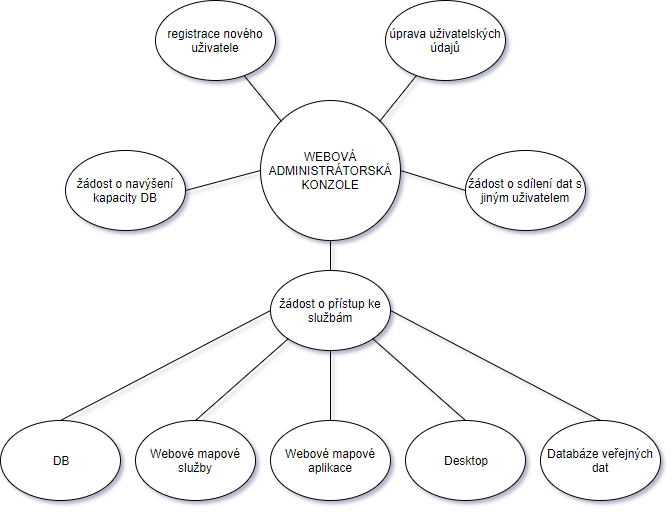 registrace nového
uživatele
úprava uživatelských
údajů
WEBOVÁ
ADMINISTRÁTORSKÁ
KONZOLE
žádost o navýšení
kapacity DB
žádost o sdílení dat s
jiným uživatelem
žádost o přístup ke
službám
DB
Webové mapové
služby
Webové mapové
aplikace
Desktop
Databáze veřejných
dat